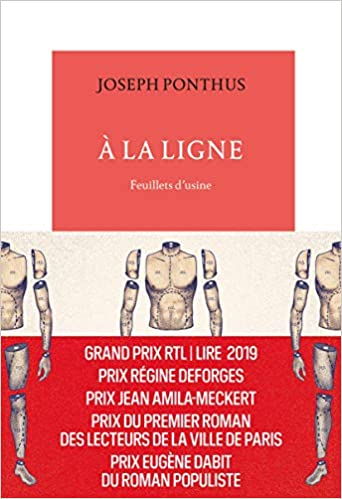 JOSEPH PONTHUS
À LA LIGNE
Feuillets d'usine
GRAND PRIX RTL | LIRE 2019
PRIX RÉGINE DEFORGES
PRIX JEAN AMILA-MECKERT
PRIX DU PREMIER ROMAN
DES LECTEURS DE LA VILLE DE PARIS
PRIX EUGÈNE DABIT
DU ROMAN POPULISTE